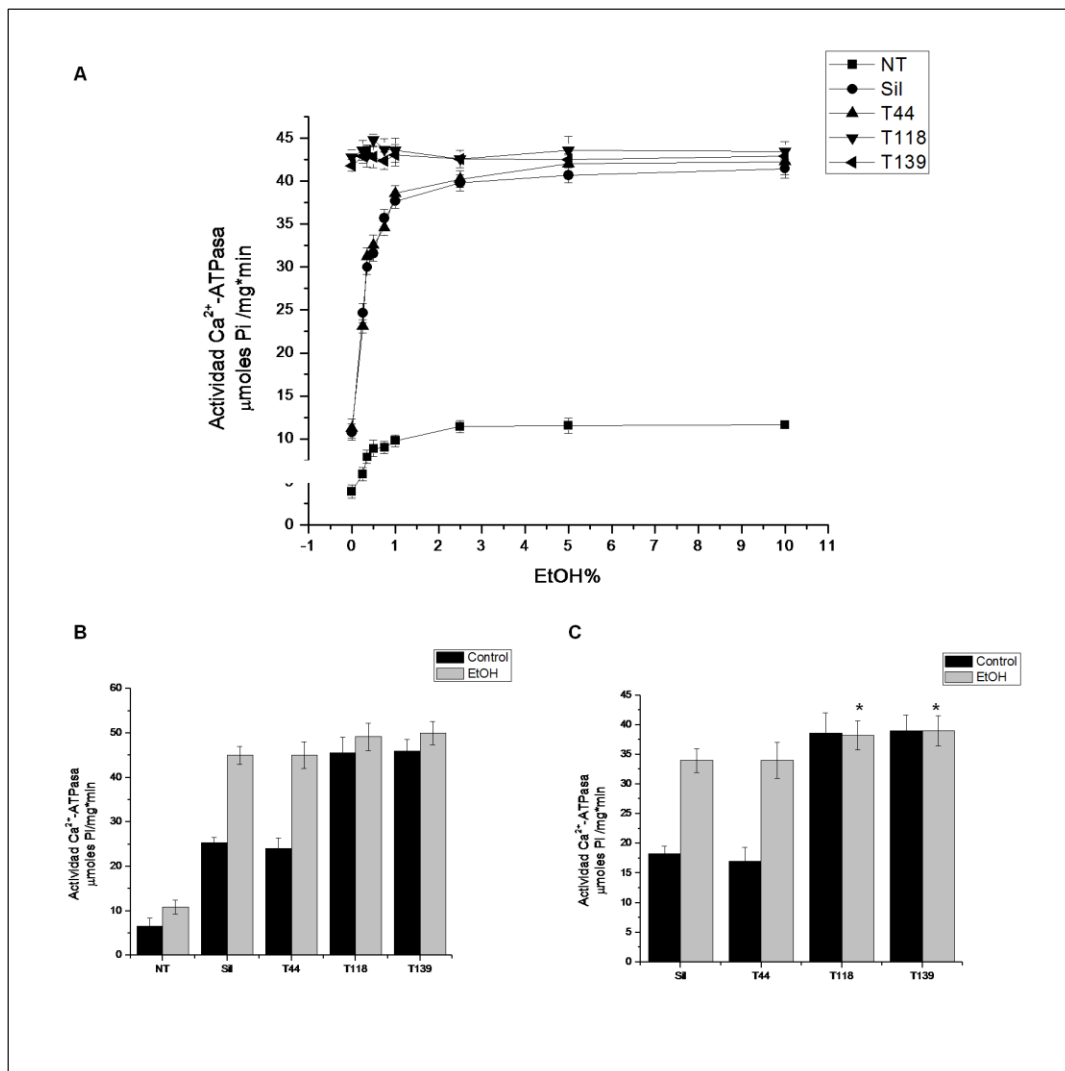 A
NT
Sil
T44
T118
T139
45
40
35
30
25
20
15
10
0
Actividad Ca²⁺-ATPasa
µmoles Pi /mg*min
-1 0 1 2 3 4 5 6 7 8 9 10 11
EtOH%
B
Control
EtOH
60
50
40
30
20
10
0
Actividad Ca²⁺-ATPasa
µmoles Pi/mg*min
NT Sil T44 T118 T139
C
Control
EtOH
45
40
35
30
25
20
15
10
5
0
Actividad Ca²⁺-ATPasa
µmoles Pi /mg*min
* *
Sil T44 T118 T139